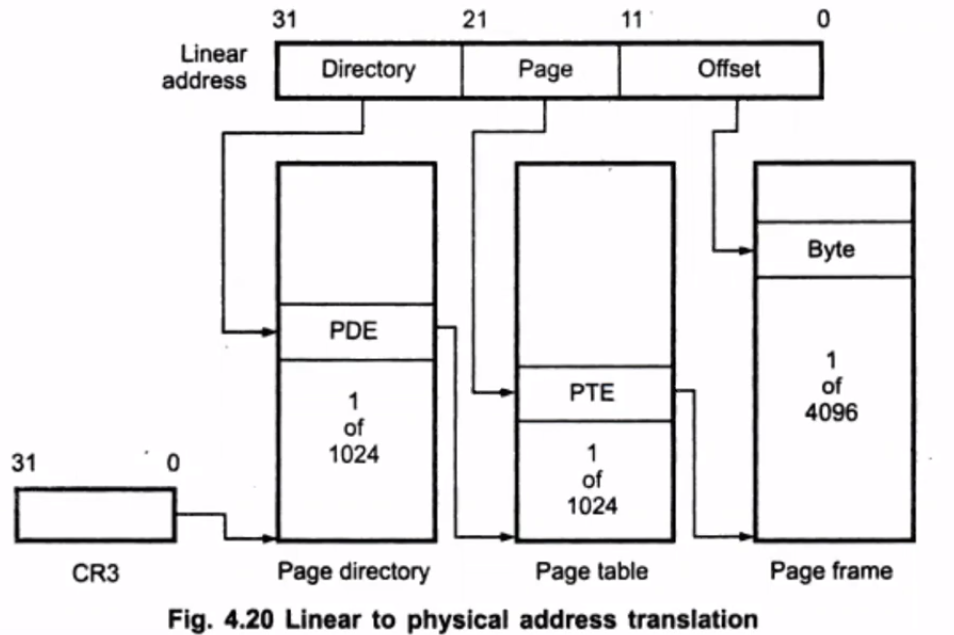 31 21 11 0
Linear
address
Directory Page Offset
Byte
PDE
1
of
1024
PTE
1
of
1024
1
of
4096
31 0
CR3 Page directory Page table Page frame
Fig. 4.20 Linear to physical address translation